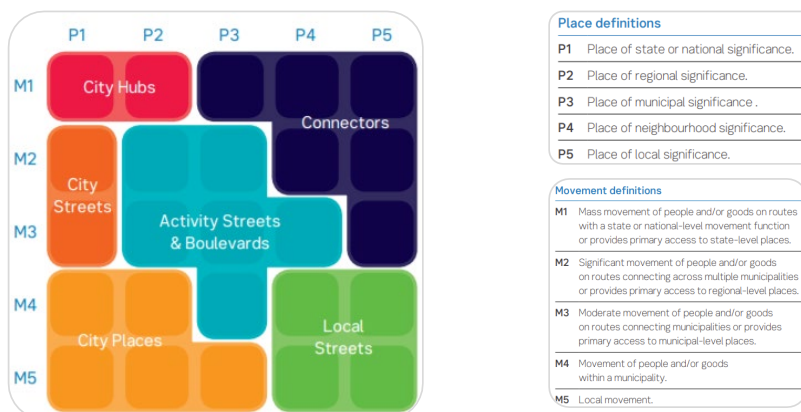 P1 P2 P3 P4 P5
M1
M2
M3
M4
M5
City Hubs
Connectors
City
Streets
Activity Streets
& Boulevards
City Places
Local
Streets
Place definitions
P1 Place of state or national significance.
P2 Place of regional significance.
P3 Place of municipal significance .
P4 Place of neighbourhood significance.
P5 Place of local significance.
Movement definitions
M1 Mass movement of people and/or goods on routes
with a state or national-level movement function
or provides primary access to state-level places.
M2 Significant movement of people and/or goods
on routes connecting across multiple municipalities
or provides primary access to regional-level places.
M3 Moderate movement of people and/or goods
on routes connecting municipalities or provides
primary access to municipal-level places.
M4 Movement of people and/or goods
within a municipality.
M5 Local movement.